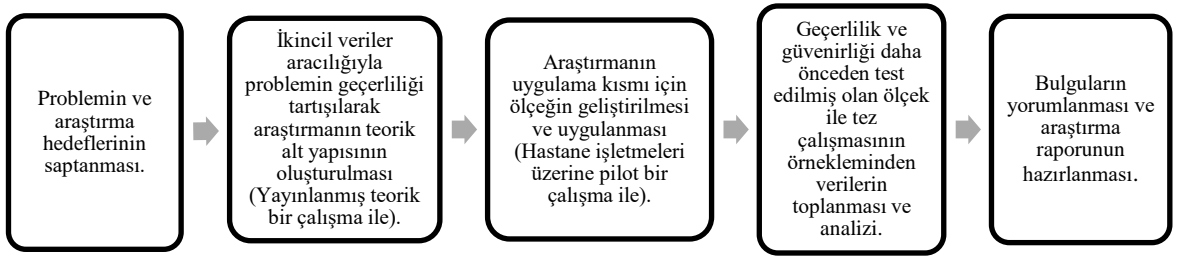 Problemin ve
araştırma
hedeflerinin
saptanması.
İkincil veriler
aracılığıyla
problemin geçerliliği
tartışılarak
araştırmanın teorik
alt yapısının
oluşturulması
(Yayınlanmış teorik
bir çalışma ile).
Araştırmanın
uygulama kısmı için
ölçeğin geliştirilmesi
ve uygulanması
(Hastane işletmeleri
üzerine pilot bir
çalışma ile).
Geçerlilik ve
güvenirliği daha
önceden test
edilmiş olan ölçek
ile tez
çalışmasının
örnekleminden
verilerin
toplanması ve
analizi.
Bulguların
yorumlanması ve
araştırma
raporunun
hazırlanması.